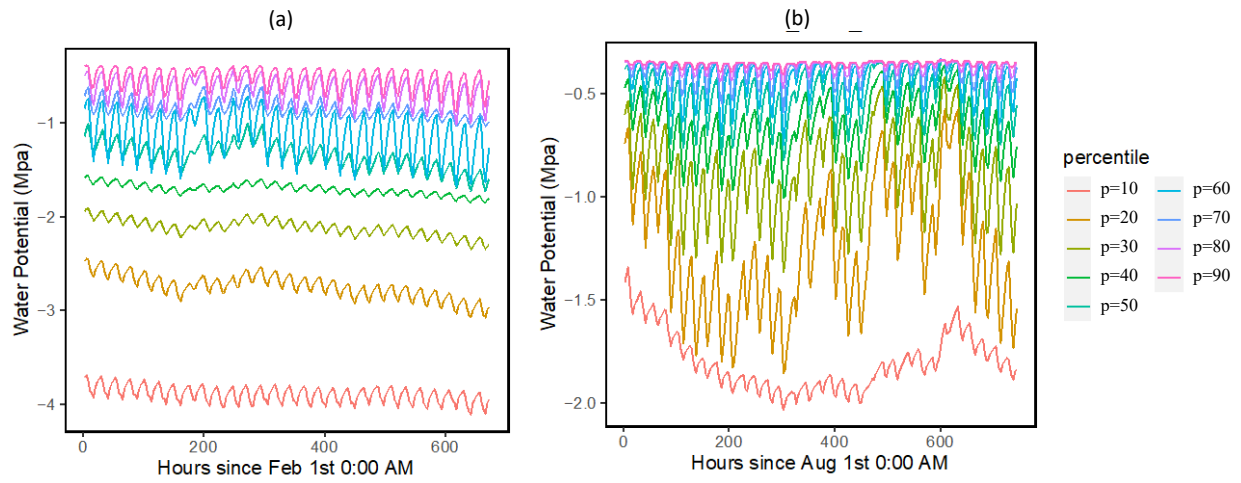 (a)
Water Potential (Mpa)
−1
−2
−3
−4
0 200 400 600
Hours since Feb 1st 0:00 AM
(b)
Water Potential (Mpa)
−0.5
−1.0
−1.5
−2.0
0 200 400 600
Hours since Aug 1st 0:00 AM
percentile
p=10 p=60
p=20 p=70
p=30 p=80
p=40 p=90
p=50